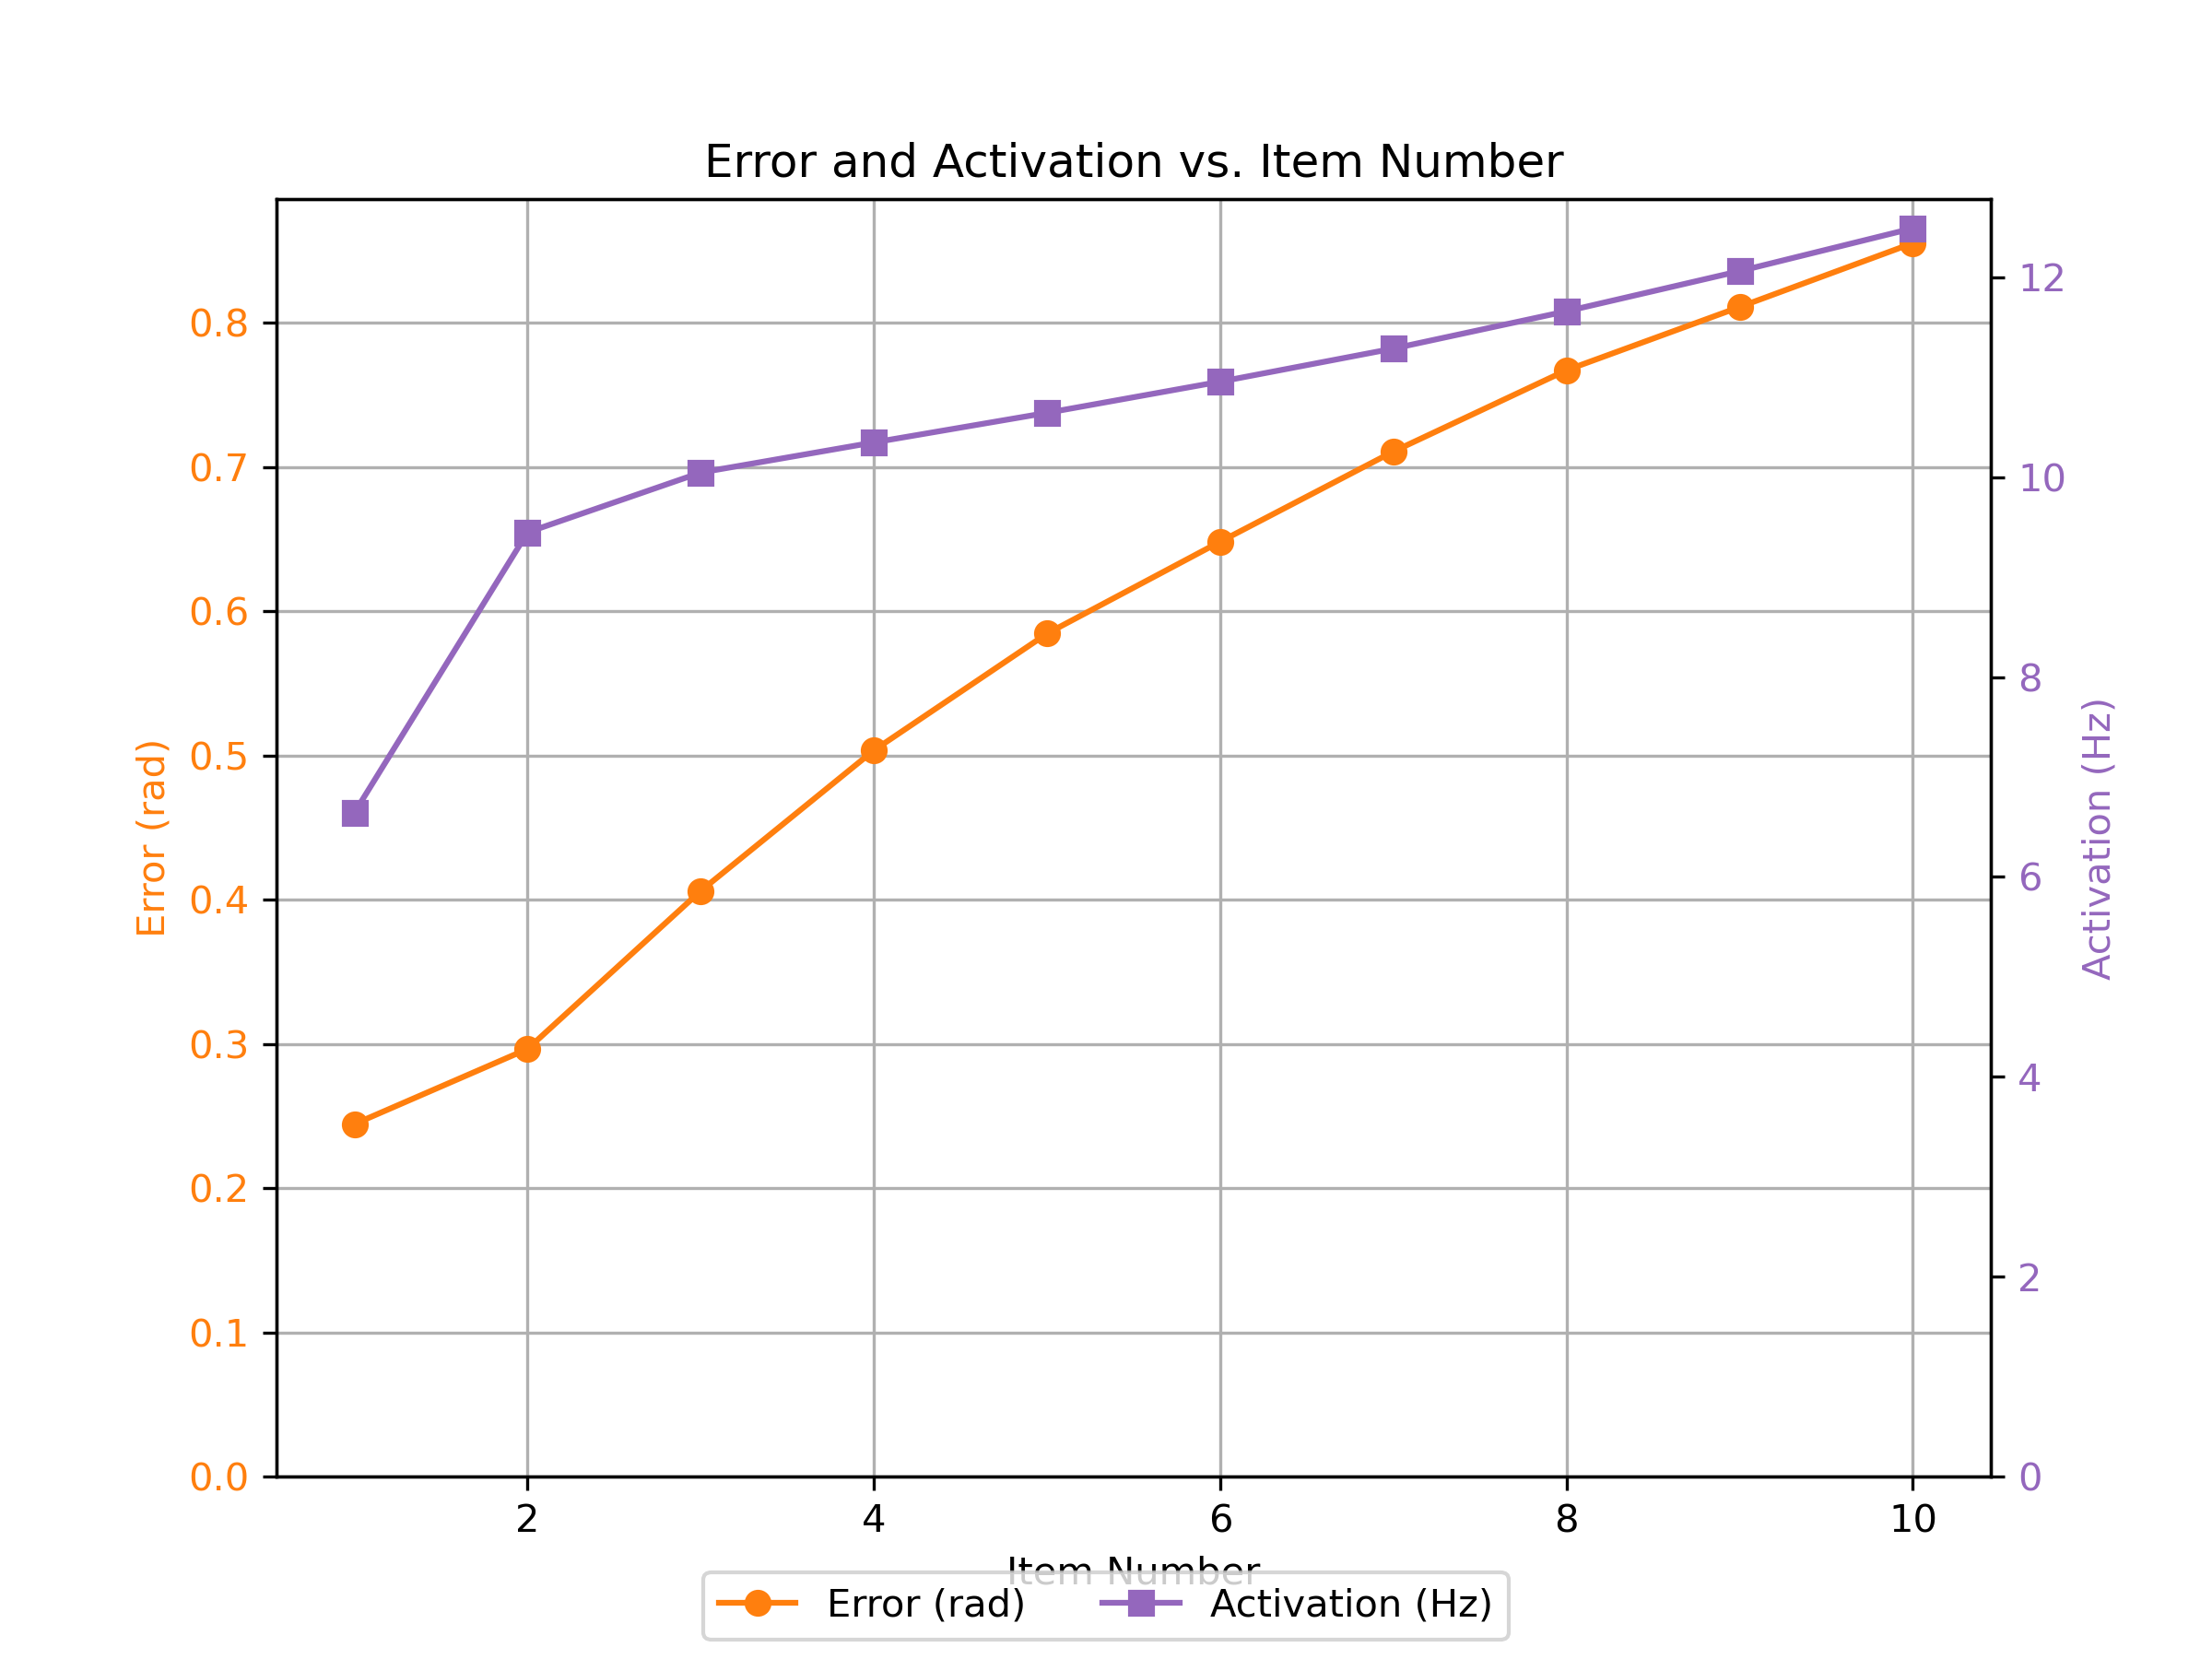 Error and Activation vs. Item Number
0.8
0.7
0.6
0.5
0.4
0.3
0.2
0.1
0.0
Error (rad)
12
10
8
6
4
2
0
Activation (Hz)
2 4 6 8 10
Item Number
Error (rad) Activation (Hz)